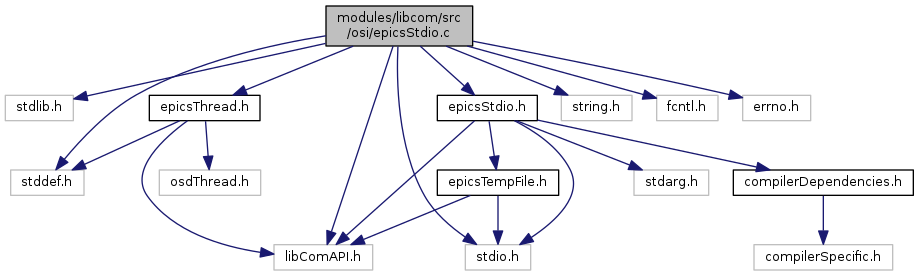 modules/libcom/src
/osi/epicsStdio.c
stdlib.h
epicsThread.h
epicsStdio.h
string.h
fcntl.h
errno.h
stddef.h
osdThread.h
epicsTempFile.h
stdarg.h
compilerDependencies.h
libComAPI.h
stdio.h
compilerSpecific.h